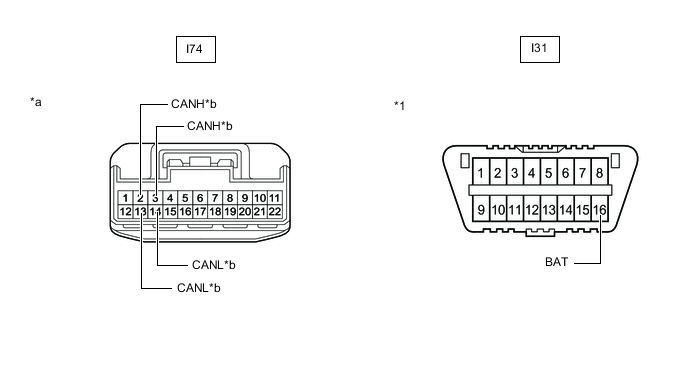 I74
I31
*a
CANH*b
*1
CANH*b
1 2 3 4 5 6 7 8 9 10 11
12 13 14 15 16 17 18 19 20 21 22
1 2 3 4 5 6 7 8
9 10 11 12 13 14 15 16
CANL*b
BAT
CANL*b